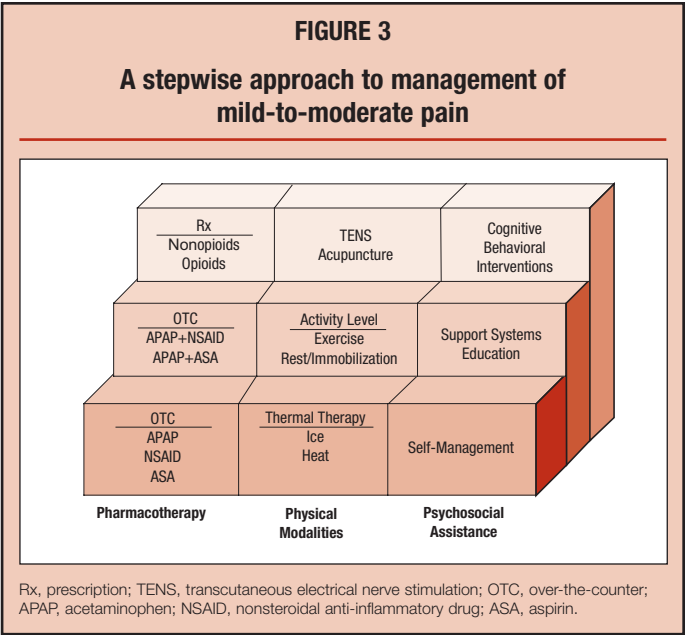 FIGURE 3
A stepwise approach to management of
mild-to-moderate pain
Rx
Nonopioids
Opioids
TENS
Acupuncture
Cognitive
Behavioral
Interventions
OTC
APAP+NSAID
APAP+ASA
Activity Level
Exercise
Rest/Immobilization
Support Systems
Education
OTC
APAP
NSAID
ASA
Thermal Therapy
Ice
Heat
Self-Management
Pharmacotherapy
Physical
Modalities
Psychosocial
Assistance
Rx, prescription; TENS, transcutaneous electrical nerve stimulation; OTC, over-the-counter;
APAP, acetaminophen; NSAID, nonsteroidal anti-inflammatory drug; ASA, aspirin.